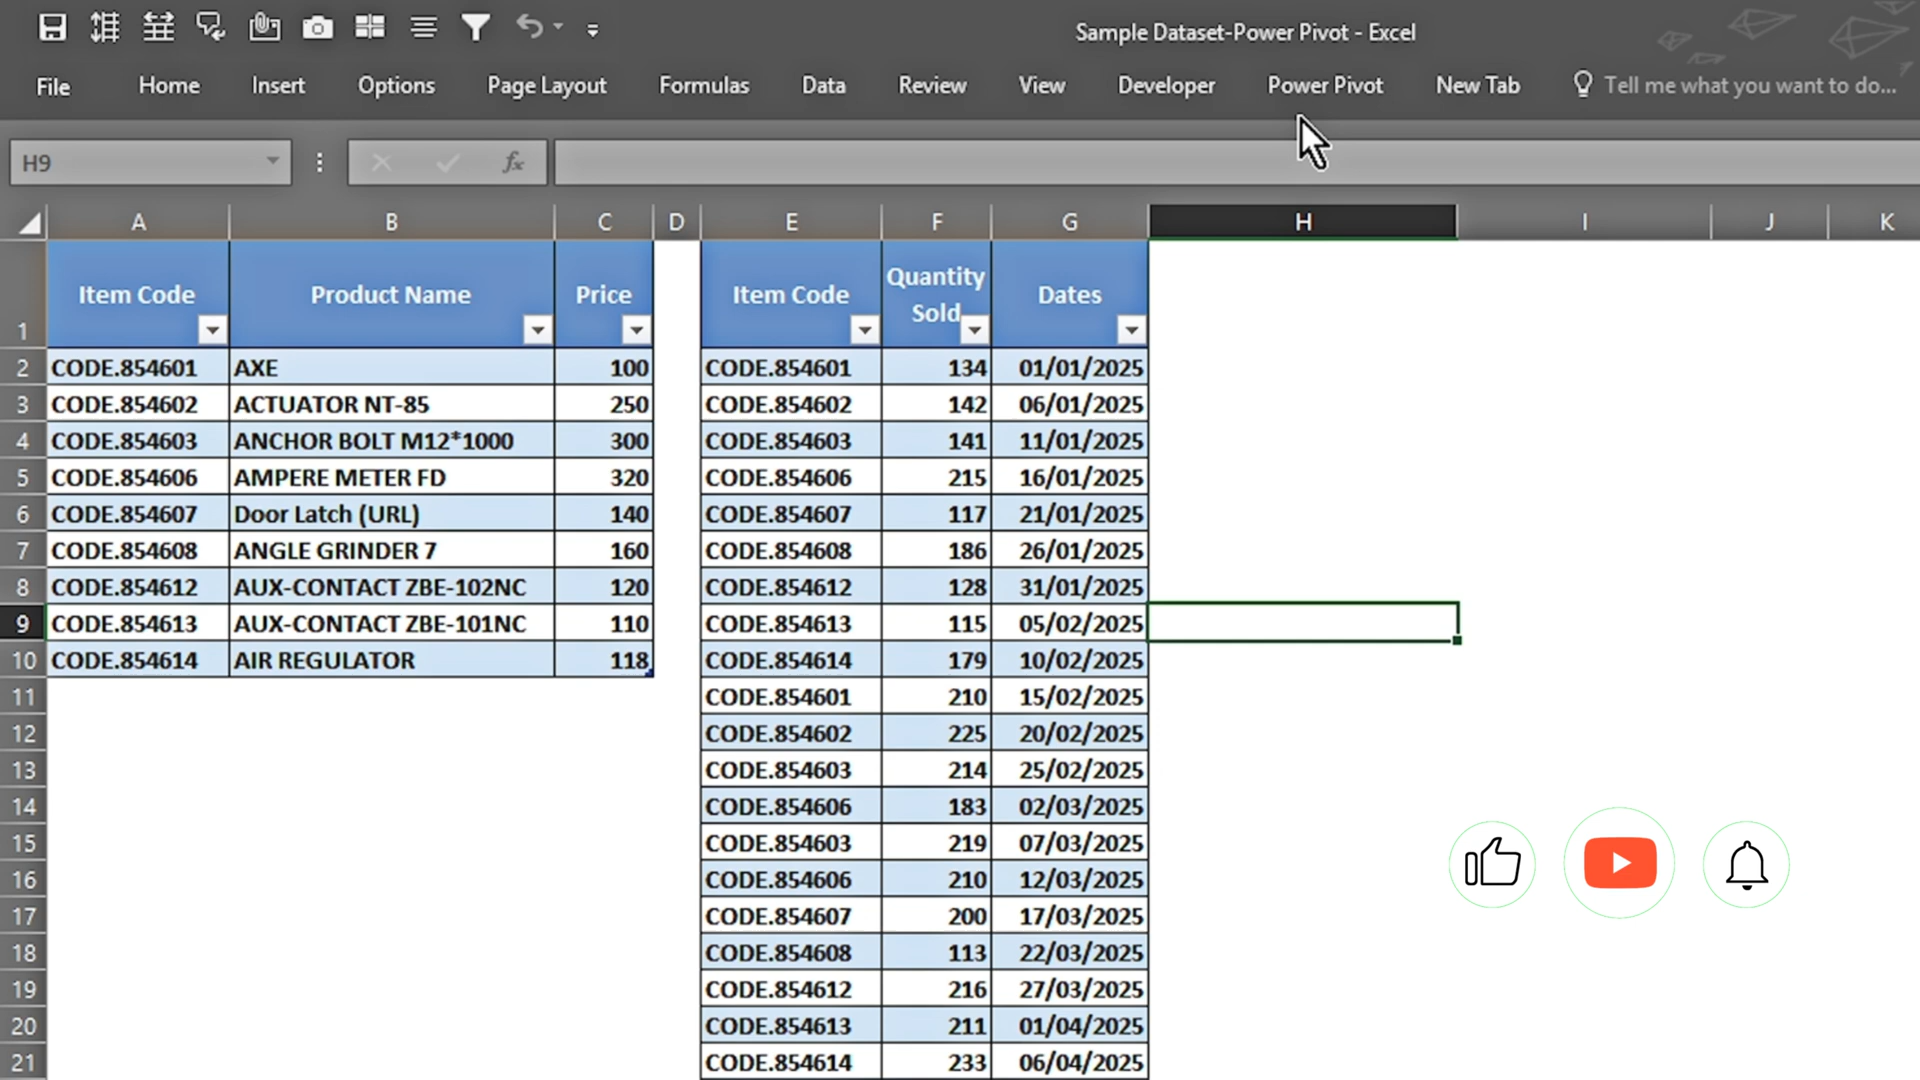 Sample Dataset-Power Pivot - Excel
File Home Insert Options Page Layout Formulas Data Review View Developer Power Pivot New Tab Tell me what you want to do...
H9 fx
A B C D E F G H I J K
1 Item Code Product Name Price Item Code Quantity Sold Dates
2 CODE.854601 AXE 100 CODE.854601 134 01/01/2025
3 CODE.854602 ACTUATOR NT-85 250 CODE.854602 142 06/01/2025
4 CODE.854603 ANCHOR BOLT M12*1000 300 CODE.854603 141 11/01/2025
5 CODE.854606 AMPERE METER FD 320 CODE.854606 215 16/01/2025
6 CODE.854607 Door Latch (URL) 140 CODE.854607 117 21/01/2025
7 CODE.854608 ANGLE GRINDER 7 160 CODE.854608 186 26/01/2025
8 CODE.854612 AUX-CONTACT ZBE-102NC 120 CODE.854612 128 31/01/2025
9 CODE.854613 AUX-CONTACT ZBE-101NC 110 CODE.854613 115 05/02/2025
10 CODE.854614 AIR REGULATOR 118 CODE.854614 179 10/02/2025
11 CODE.854601 210 15/02/2025
12 CODE.854602 225 20/02/2025
13 CODE.854603 214 25/02/2025
14 CODE.854606 183 02/03/2025
15 CODE.854603 219 07/03/2025
16 CODE.854606 210 12/03/2025
17 CODE.854607 200 17/03/2025
18 CODE.854608 113 22/03/2025
19 CODE.854612 216 27/03/2025
20 CODE.854613 211 01/04/2025
21 CODE.854614 233 06/04/2025